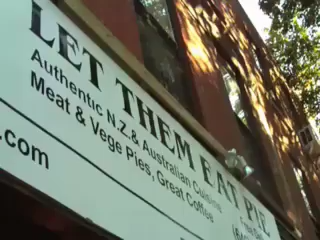 LET THEM EAT PIE
Authentic N.Z. & Australian Cuisine
Meat & Vege Pies, Great Coffee
.com